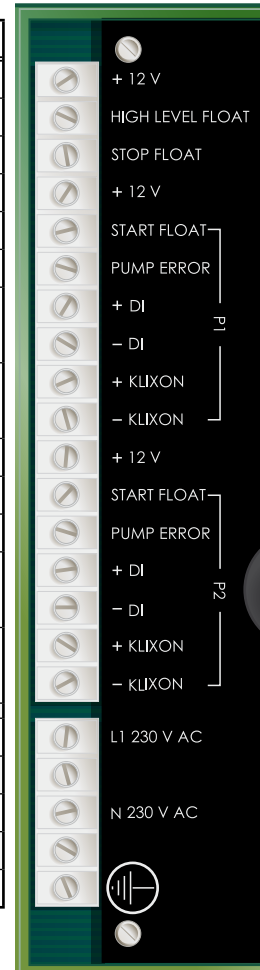 + 12 V
HIGH LEVEL FLOAT
STOP FLOAT
+ 12 V
START FLOAT
PUMP ERROR
+ DI
− DI
+ KLIXON
− KLIXON
P1
+ 12 V
START FLOAT
PUMP ERROR
+ DI
− DI
+ KLIXON
− KLIXON
P2
L1 230 V AC
N 230 V AC